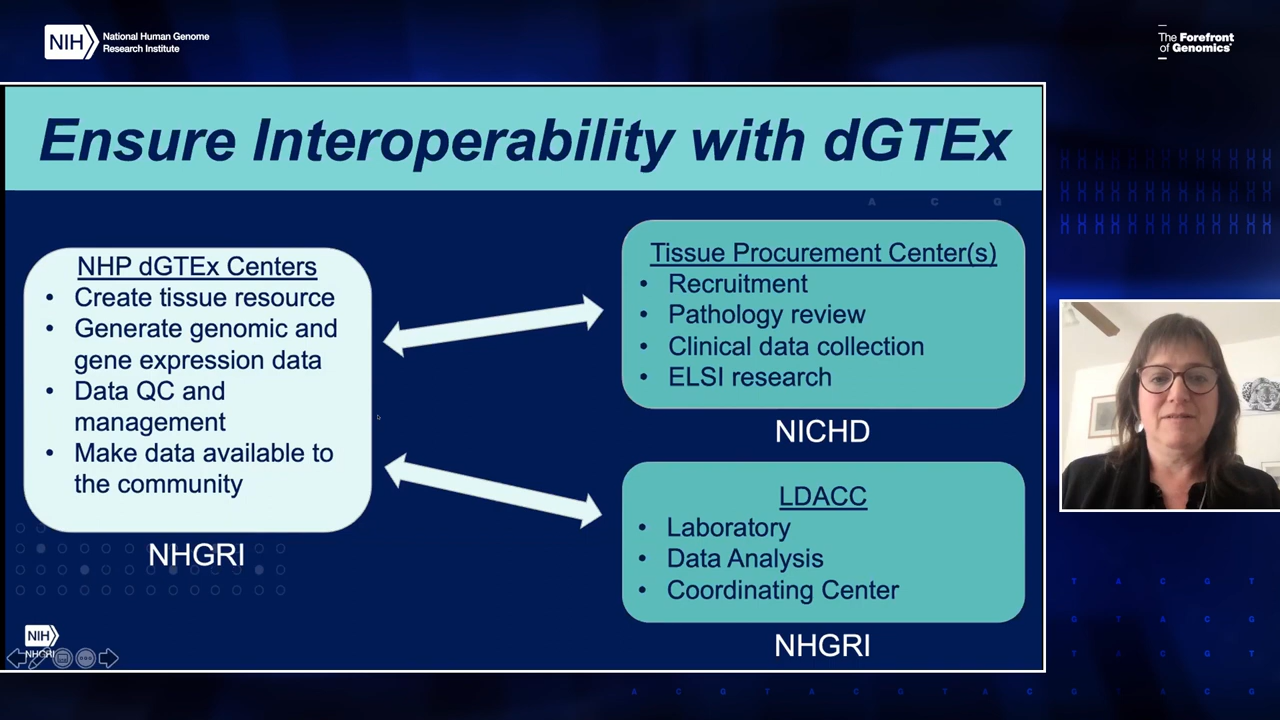 NIH
National Human Genome
Research Institute
The Forefront
of Genomics®
Ensure Interoperability with dGTEx
A C G
NHP dGTEx Centers
• Create tissue resource
• Generate genomic and
gene expression data
• Data QC and
management
• Make data available to
the community
NHGRI
Tissue Procurement Center(s)
• Recruitment
• Pathology review
• Clinical data collection
• ELSI research
NICHD
LDACC
• Laboratory
• Data Analysis
• Coordinating Center
NHGRI
NIH
NHGRI
T A C G T
G T A C G
T A C G T
A C G T A C G T A C G T A C G